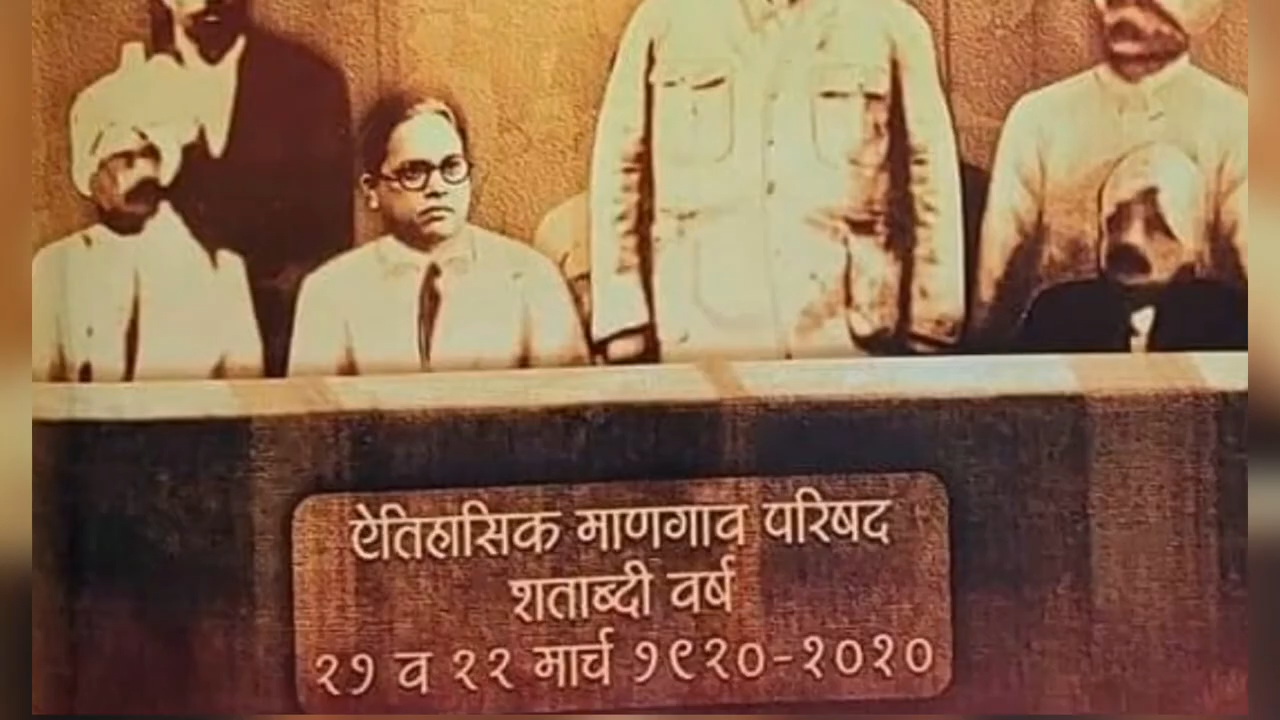 ऐतिहासिक माणगाव परिषद
शताब्दी वर्ष
२१ व २२ मार्च १९२०-२०२०